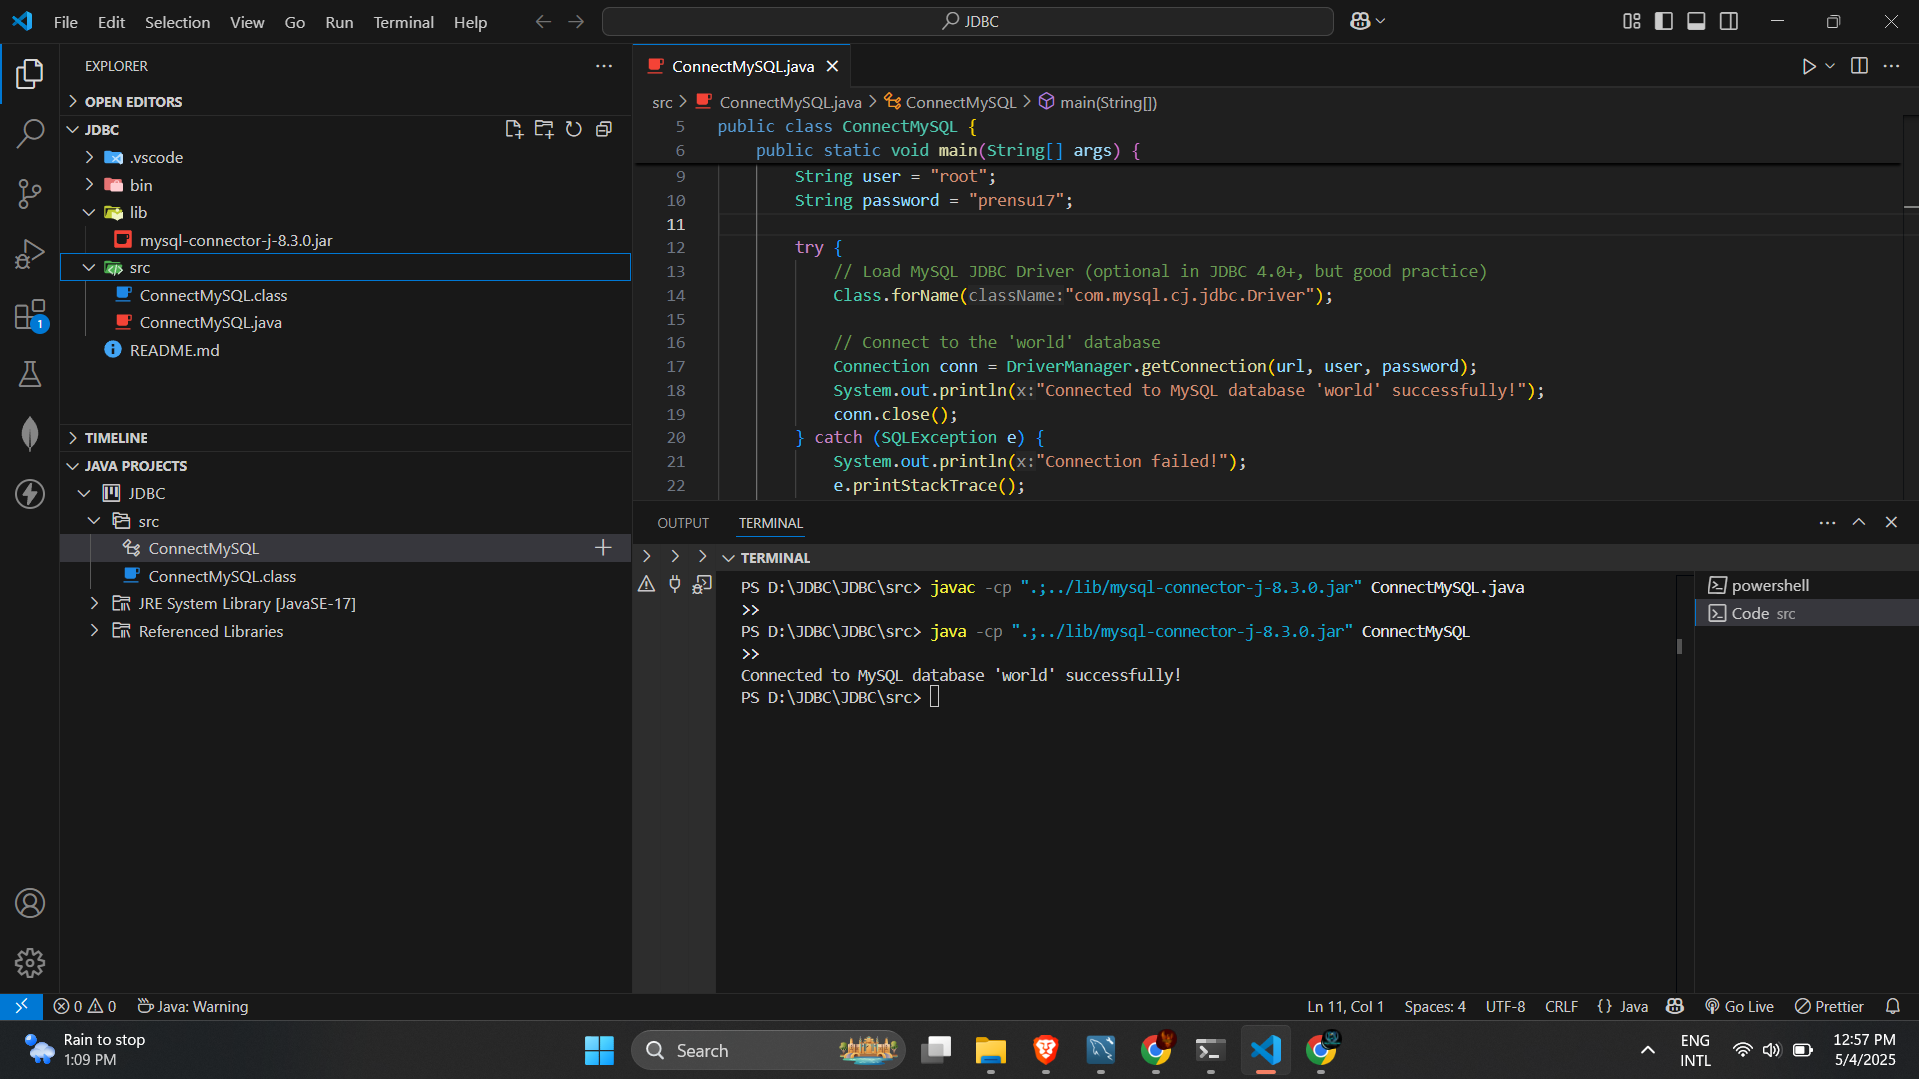 File Edit Selection View Go Run Terminal Help
JDBC
EXPLORER
OPEN EDITORS
JDBC
.vscode
bin
lib
mysql-connector-j-8.3.0.jar
src
ConnectMySQL.class
ConnectMySQL.java
README.md
TIMELINE
JAVA PROJECTS
JDBC
src
ConnectMySQL
ConnectMySQL.class
JRE System Library [JavaSE-17]
Referenced Libraries
1
ConnectMySQL.java
src > ConnectMySQL.java > ConnectMySQL > main(String[])
5 public class ConnectMySQL {
6 public static void main(String[] args) {
9 String user = "root";
10 String password = "prensu17";
11
12 try {
13 // Load MySQL JDBC Driver (optional in JDBC 4.0+, but good practice)
14 Class.forName(className:"com.mysql.cj.jdbc.Driver");
15
16 // Connect to the 'world' database
17 Connection conn = DriverManager.getConnection(url, user, password);
18 System.out.println(x:"Connected to MySQL database 'world' successfully!");
19 conn.close();
20 } catch (SQLException e) {
21 System.out.println(x:"Connection failed!");
22 e.printStackTrace();
OUTPUT TERMINAL
TERMINAL
PS D:\JDBC\JDBC\src> javac -cp ".;../lib/mysql-connector-j-8.3.0.jar" ConnectMySQL.java
>>
PS D:\JDBC\JDBC\src> java -cp ".;../lib/mysql-connector-j-8.3.0.jar" ConnectMySQL
>>
Connected to MySQL database 'world' successfully!
PS D:\JDBC\JDBC\src>
powershell
Code src
0 0 Java: Warning
Ln 11, Col 1 Spaces: 4 UTF-8 CRLF {} Java Go Live Prettier
Rain to stop
1:09 PM
Search
ENG
INTL
12:57 PM
5/4/2025